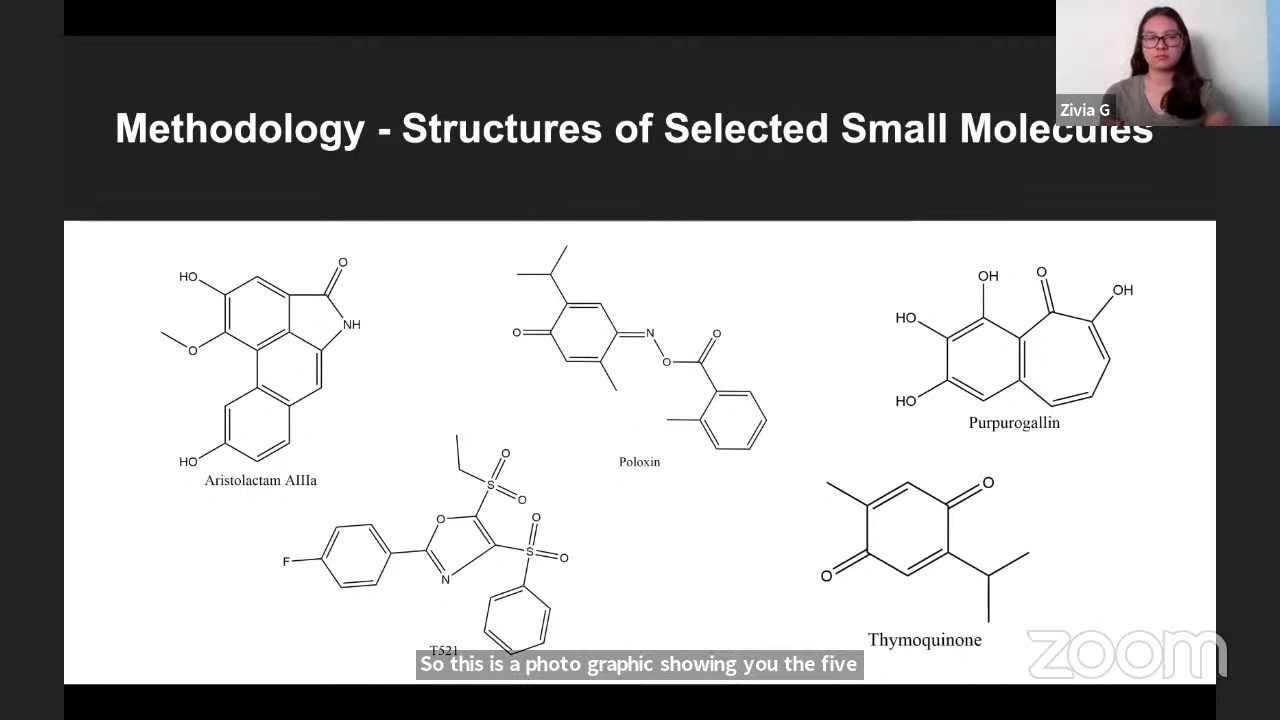 Zivia G
Methodology - Structures of Selected Small Molecules
HO
O
NH
O
HO
Aristolactam AIIIa
O
N
O
O
Poloxin
OH
O
OH
HO
HO
Purpurogallin
O
S
O
O
O
S
O
F
N
T521
O
O
Thymoquinone
zoom
So this is a photo graphic showing you the five